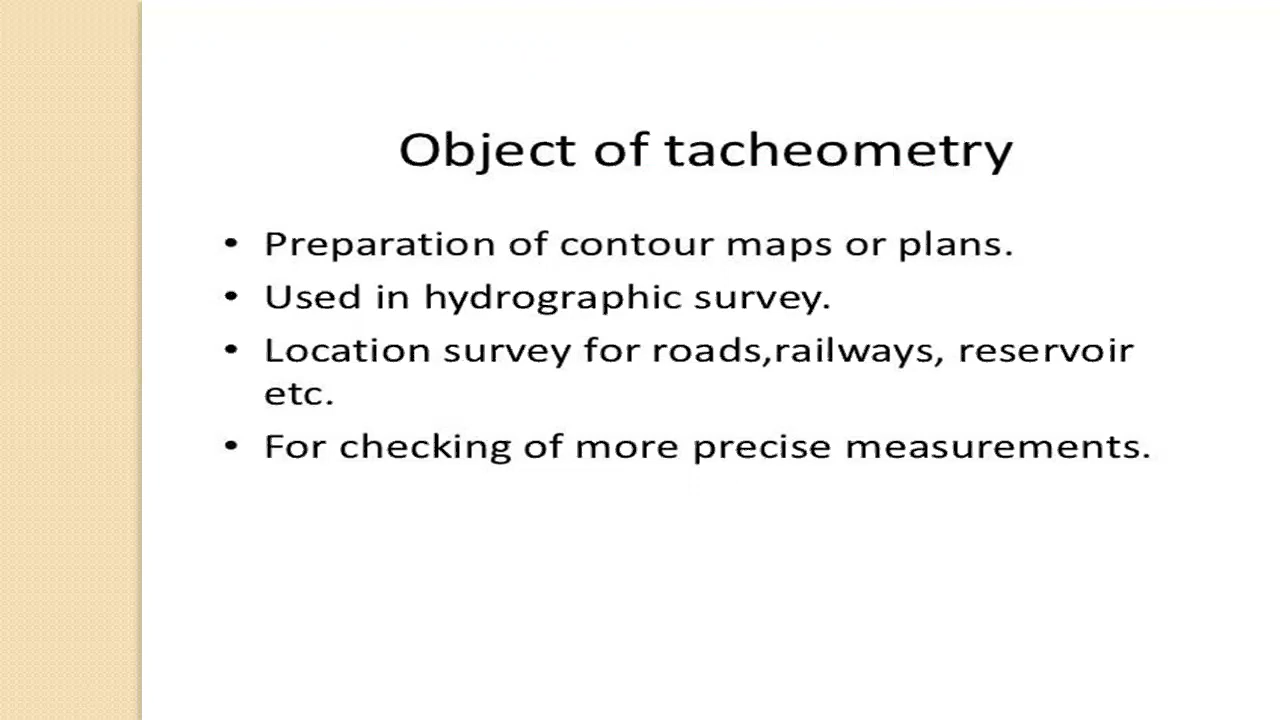 Object of tacheometry
• Preparation of contour maps or plans.
• Used in hydrographic survey.
• Location survey for roads,railways, reservoir
etc.
• For checking of more precise measurements.